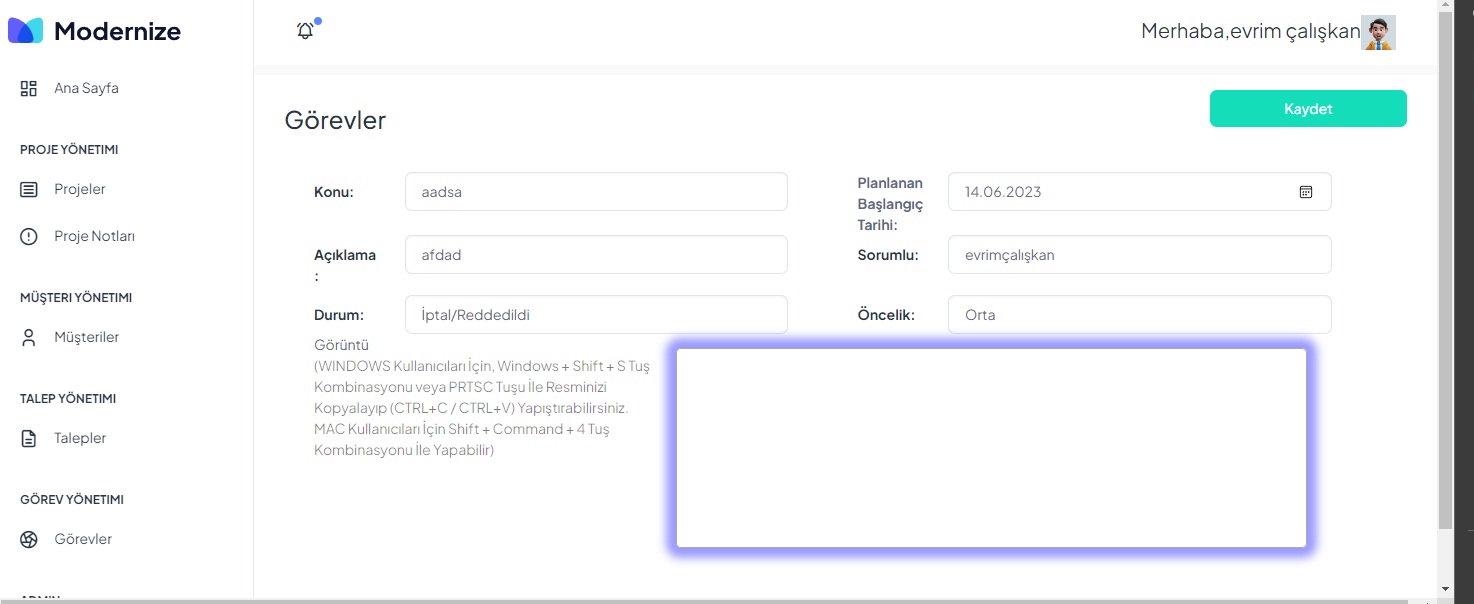 Modernize
Merhaba,evrim çalışkan
Ana Sayfa
PROJE YÖNETIMI
Projeler
Proje Notları
MÜŞTERI YÖNETIMI
Müşteriler
TALEP YÖNETIMI
Talepler
GÖREV YÖNETIMI
Görevler
ADMIN
Görevler
Kaydet
Konu:
aadsa
Planlanan
Başlangıç
Tarihi:
14.06.2023
Açıklama
:
afdad
Sorumlu:
evrimçalışkan
Durum:
İptal/Reddedildi
Öncelik:
Orta
Görüntü
(WINDOWS Kullanıcıları İçin, Windows + Shift + S Tuş
Kombinasyonu veya PRTSC Tuşu İle Resminizi
Kopyalayıp (CTRL+C / CTRL+V) Yapıştırabilirsiniz.
MAC Kullanıcıları İçin Shift + Command + 4 Tuş
Kombinasyonu İle Yapabilir)